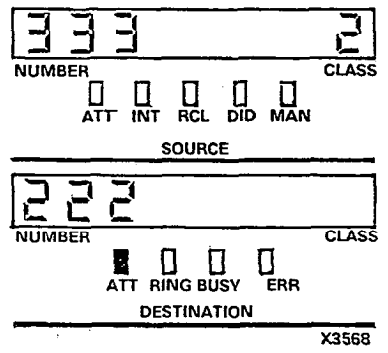 333 2
NUMBER CLASS
ATT INT RCL DID MAN
SOURCE
222
NUMBER CLASS
ATT RING BUSY ERR
DESTINATION
X3568